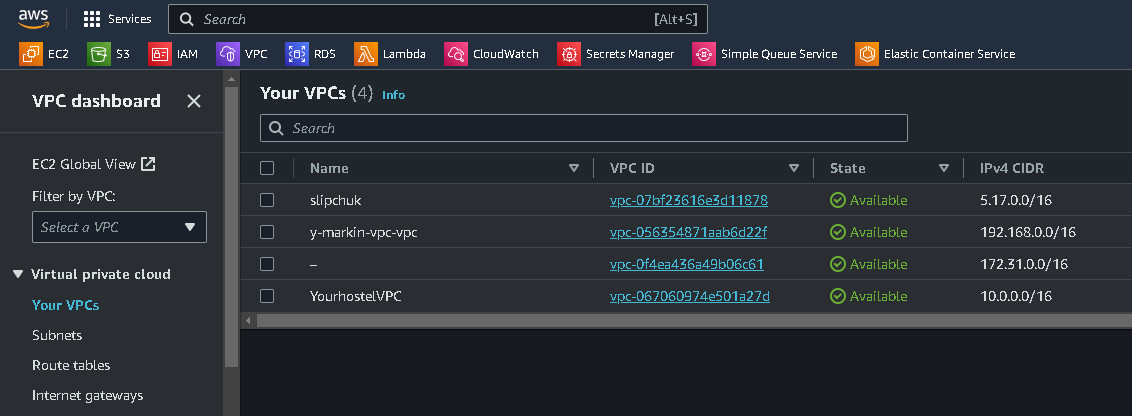 aws Services Search [Alt+S]
EC2 S3 IAM VPC RDS Lambda CloudWatch Secrets Manager Simple Queue Service Elastic Container Service
VPC dashboard
EC2 Global View
Filter by VPC:
Select a VPC
Virtual private cloud
Your VPCs
Subnets
Route tables
Internet gateways
Your VPCs (4) Info
Search
Name VPC ID State IPv4 CIDR
slipchuk vpc-07bf23616e3d11878 Available 5.17.0.0/16
y-markin-vpc-vpc vpc-056354871aab6d22f Available 192.168.0.0/16
– vpc-0f4ea436a49b06c61 Available 172.31.0.0/16
YourhostelVPC vpc-067060974e501a27d Available 10.0.0.0/16